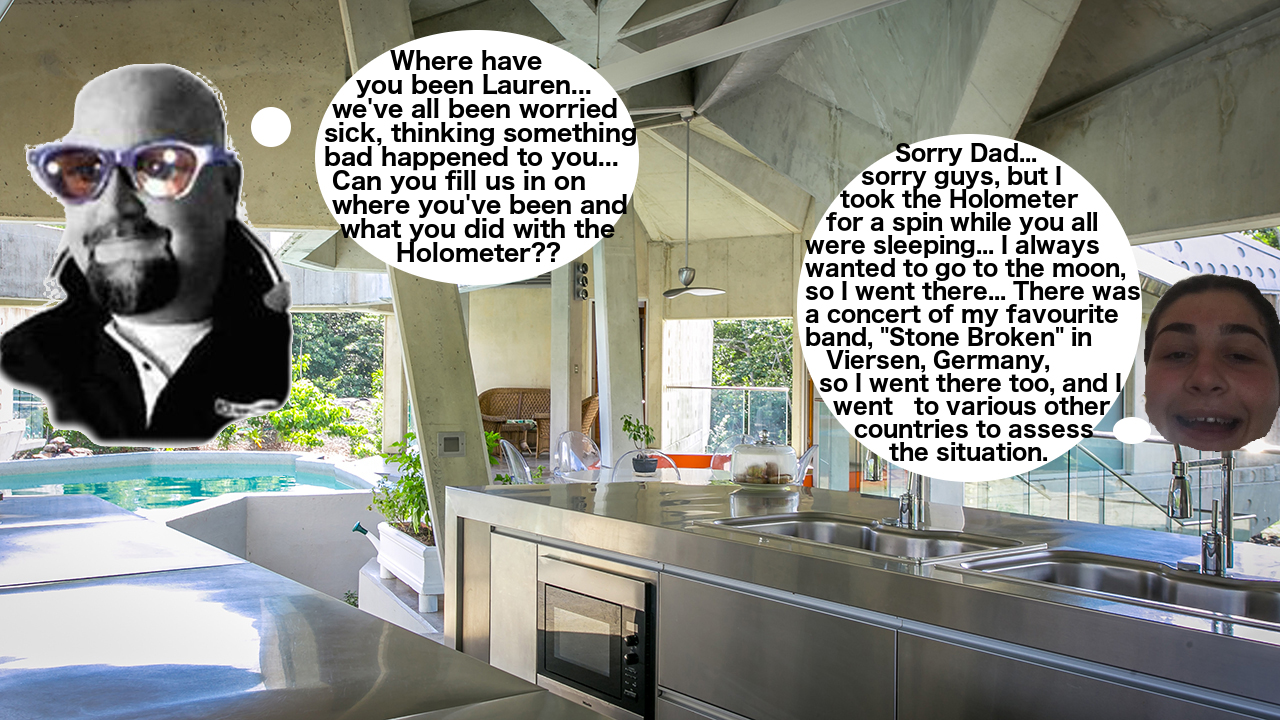 Where have
you been Lauren...
we've all been worried
sick, thinking something
bad happened to you...
Can you fill us in on
where you've been and
what you did with the
Holometer??
Sorry Dad...
sorry guys, but I
took the Holometer
for a spin while you all
were sleeping... I always
wanted to go to the moon,
so I went there... There was
a concert of my favourite
band, "Stone Broken" in
Viersen, Germany,
so I went there too, and I
went to various other
countries to assess
the situation.